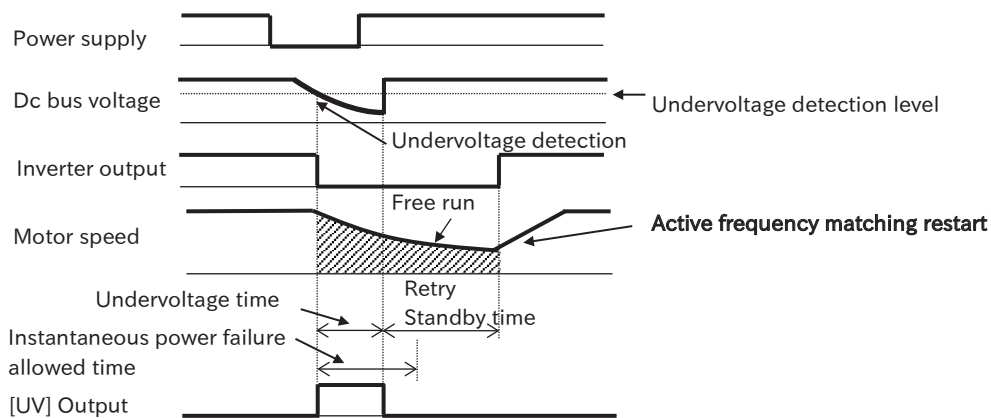 Power supply
Dc bus voltage
Undervoltage detection level
Undervoltage detection
Inverter output
Free run
Motor speed
Active frequency matching restart
Retry
Standby time
Undervoltage time
Instantaneous power failure
allowed time
[UV] Output